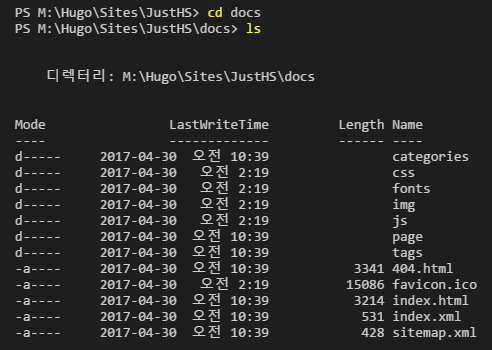 PS M:\Hugo\Sites\JustHS> cd docs
PS M:\Hugo\Sites\JustHS\docs> ls
디렉터리: M:\Hugo\Sites\JustHS\docs
Mode LastWriteTime Length Name
---- ------------- ------ ----
d----- 2017-04-30 오전 10:39 categories
d----- 2017-04-30 오전 2:19 css
d----- 2017-04-30 오전 2:19 fonts
d----- 2017-04-30 오전 2:19 img
d----- 2017-04-30 오전 2:19 js
d----- 2017-04-30 오전 10:39 page
d----- 2017-04-30 오전 10:39 tags
-a---- 2017-04-30 오전 10:39 3341 404.html
-a---- 2017-04-30 오전 2:19 15086 favicon.ico
-a---- 2017-04-30 오전 10:39 3214 index.html
-a---- 2017-04-30 오전 10:39 531 index.xml
-a---- 2017-04-30 오전 10:39 428 sitemap.xml